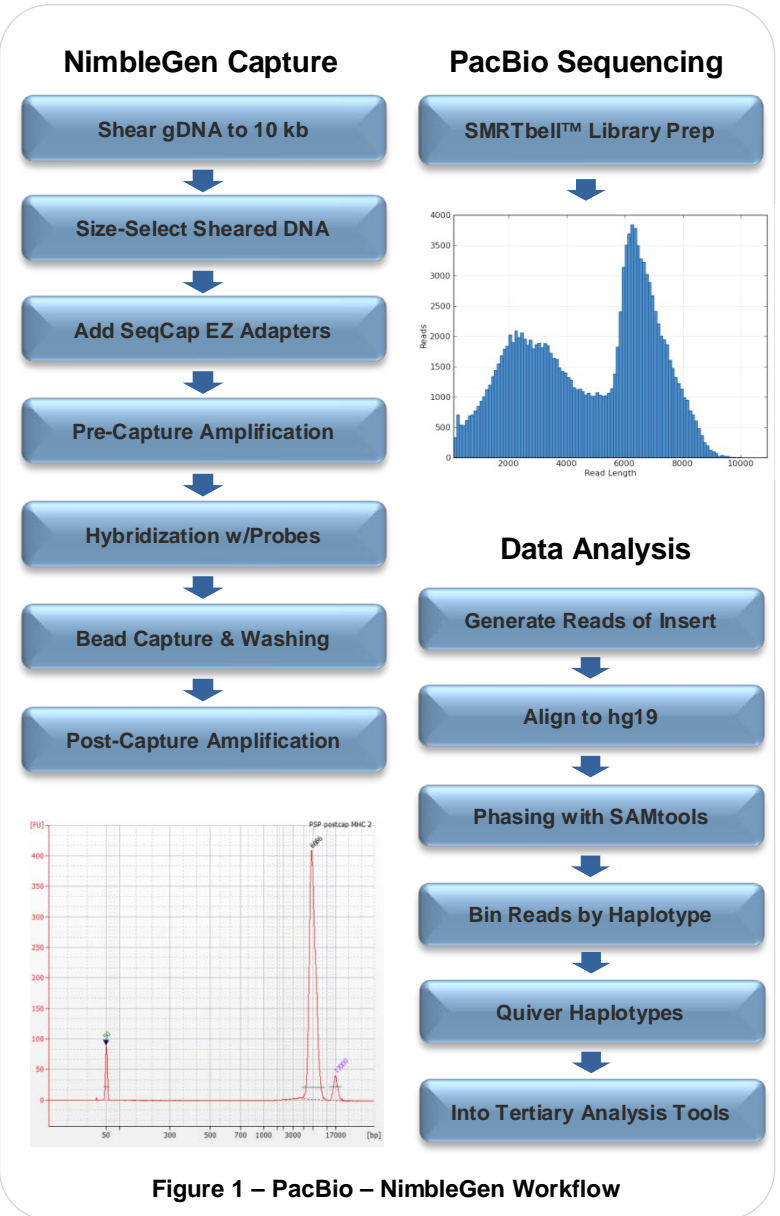 NimbleGen Capture
Shear gDNA to 10 kb
Size-Select Sheared DNA
Add SeqCap EZ Adapters
Pre-Capture Amplification
Hybridization w/Probes
Bead Capture & Washing
Post-Capture Amplification
[FU]
PSP postcap MHC 2
400
350
300
250
200
150
100
50
0
50
6686
17000
50
300
500
700
1000
3000
17000
[bp]
PacBio Sequencing
SMRTbell™ Library Prep
4000
3500
3000
2500
2000
1500
1000
500
0
Reads
2000
4000
6000
8000
10000
Read Length
Data Analysis
Generate Reads of Insert
Align to hg19
Phasing with SAMtools
Bin Reads by Haplotype
Quiver Haplotypes
Into Tertiary Analysis Tools
Figure 1 – PacBio – NimbleGen Workflow